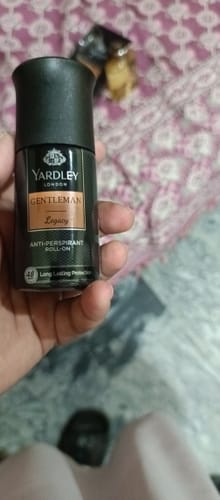 YARDLEY
LONDON
GENTLEMAN
Legacy
ANTI-PERSPIRANT
ROLL-ON
48
Long Lasting Protection